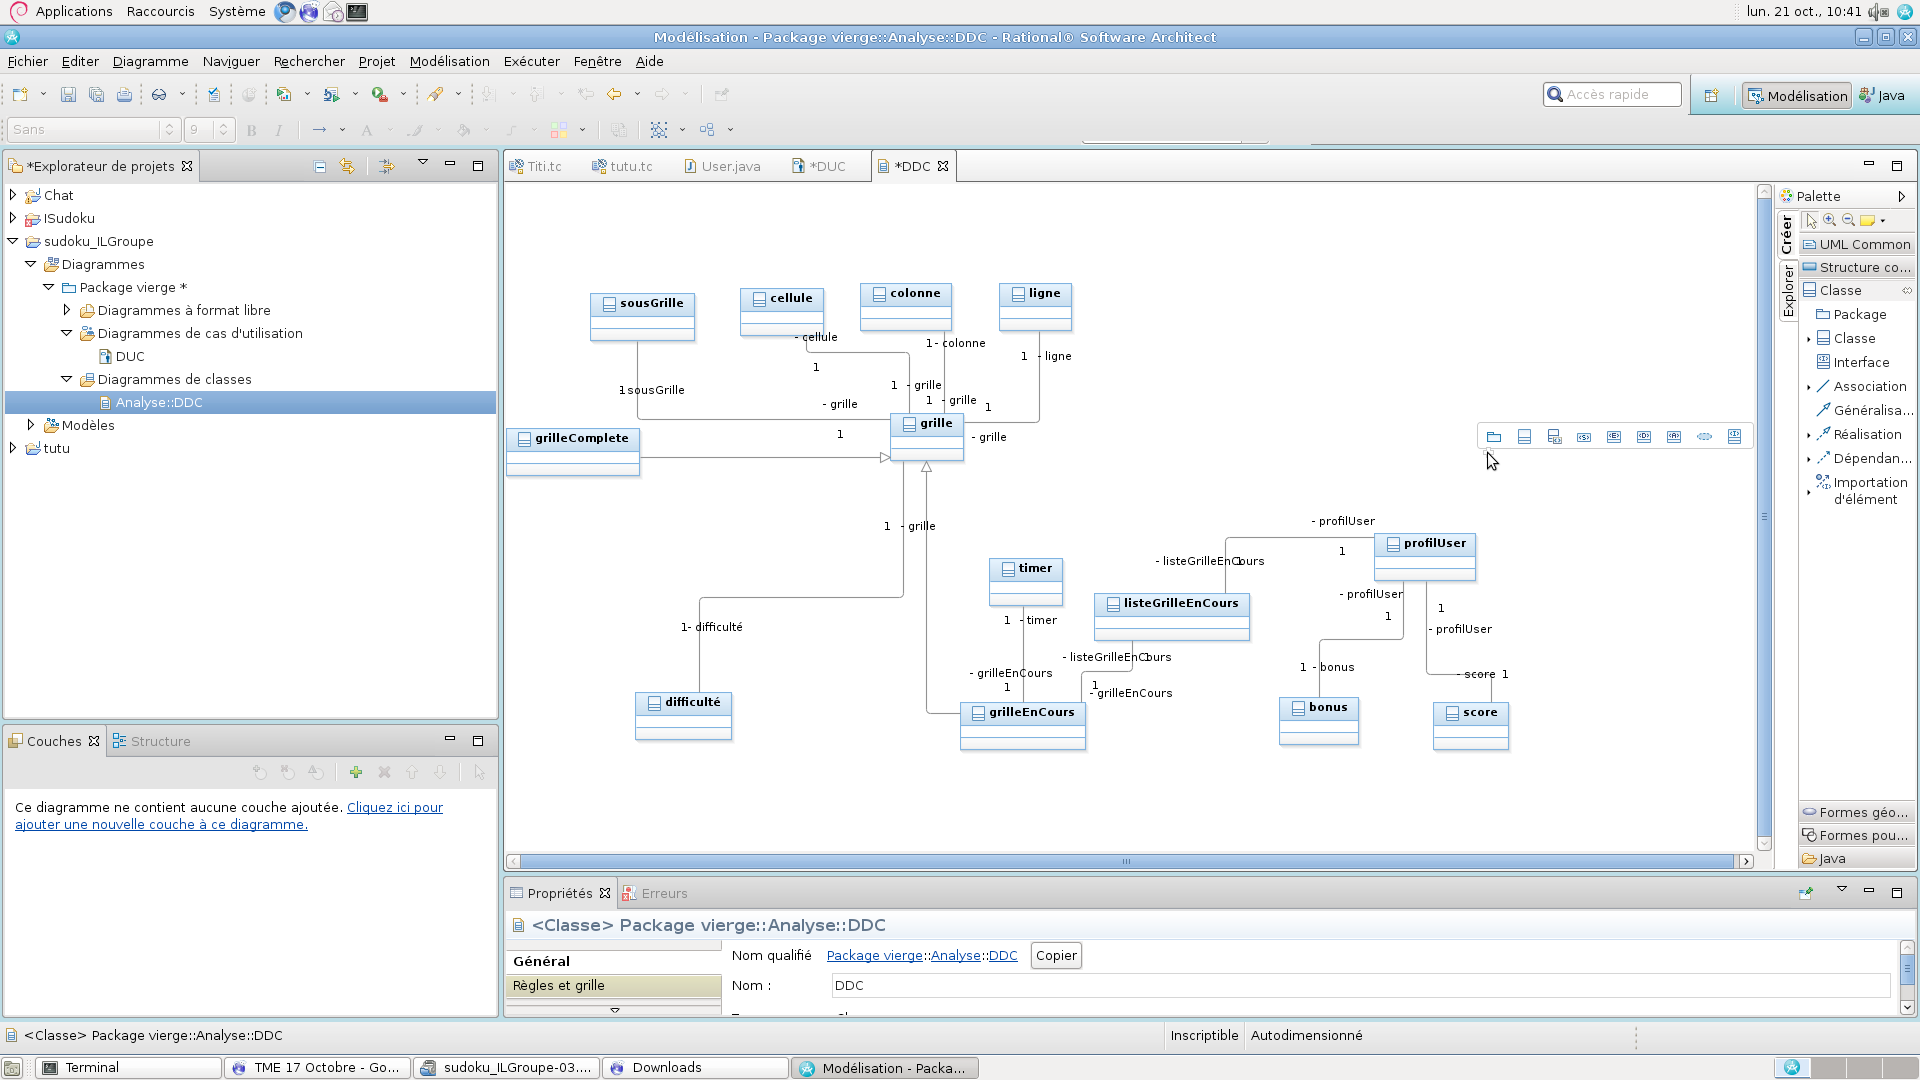 Applications Raccourcis Système lun. 21 oct., 10:41
Modélisation - Package vierge::Analyse::DDC - Rational® Software Architect
Fichier Editer Diagramme Naviguer Rechercher Projet Modélisation Exécuter Fenêtre Aide
Accès rapide Modélisation Java
Sans 9 B I A
*Explorateur de projets
Chat
ISudoku
sudoku_ILGroupe
Diagrammes
Package vierge *
Diagrammes à format libre
Diagrammes de cas d'utilisation
DUC
Diagrammes de classes
Analyse::DDC
Modèles
tutu
Couches Structure
Ce diagramme ne contient aucune couche ajoutée. Cliquez ici pour
ajouter une nouvelle couche à ce diagramme.
Titi.tc tutu.tc User.java *DUC *DDC
sousGrille cellule colonne ligne
- cellule
1 - colonne
1 - ligne
1
1 sousGrille
1 - grille
- grille
1 - grille
1
grille
1
- grille
grilleComplete
1 - grille
- profilUser
profilUser
1
- listeGrilleEnCours
1
timer
- profilUser
listeGrilleEnCours
1
1
1 - timer
1 - difficulté
- profilUser
- listeGrilleEnCours
1
1 - bonus
- grilleEnCours
- score 1
1
1
- grilleEnCours
difficulté
grilleEnCours
bonus
score
Palette
Créer
Explorer
UML Common
Structure co...
Classe
Package
Classe
Interface
Association
Généralisa...
Réalisation
Dépendan...
Importation
d'élément
Formes géo...
Formes pou...
Java
Propriétés Erreurs
<Classe> Package vierge::Analyse::DDC
Général
Règles et grille
Nom qualifié Package vierge::Analyse::DDC Copier
Nom : DDC
<Classe> Package vierge::Analyse::DDC Inscriptible Autodimensionné
Terminal TME 17 Octobre - Go... sudoku_ILGroupe-03.... Downloads Modélisation - Packa...